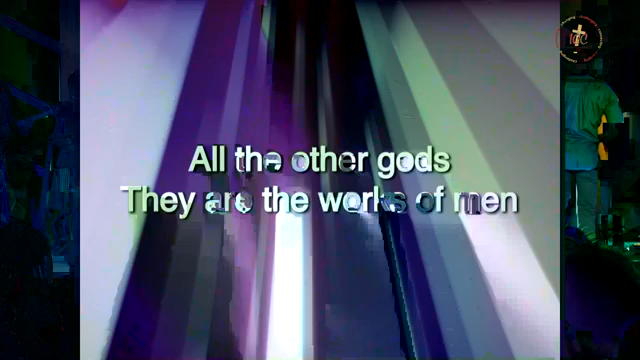 All the other gods
They are the works of men